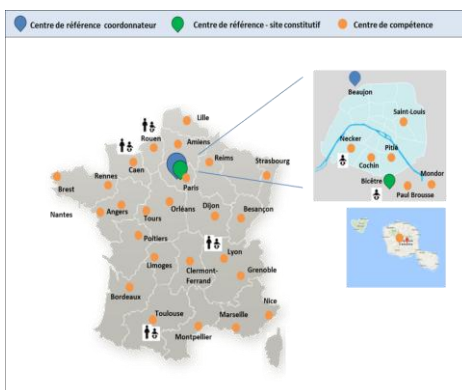 Centre de référence coordonnateur
Centre de référence - site constitutif
Centre de compétence
Lille
Rouen
Amiens
Caen
Reims
Strasbourg
Paris
Brest
Rennes
Nantes
Angers
Tours
Orléans
Dijon
Besançon
Poitiers
Limoges
Clermont-Ferrand
Lyon
Grenoble
Bordeaux
Toulouse
Montpellier
Marseille
Nice
Beaujon
Saint-Louis
Necker
Pitié
Cochin
Bicêtre
Mondor
Paul Brousse